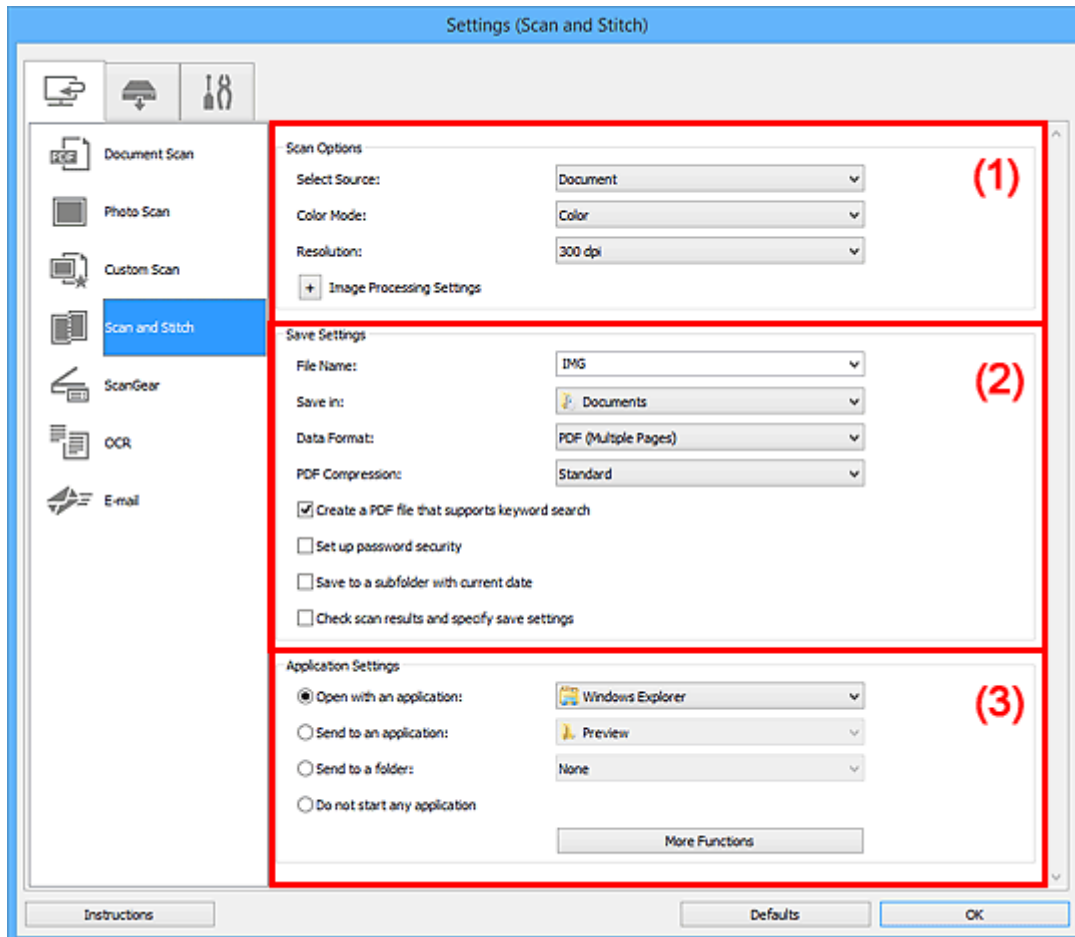 Settings (Scan and Stitch)
PDF
Document Scan
Photo Scan
Custom Scan
Scan and Stitch
ScanGear
OCR
E-mail
Scan Options
(1)
Select Source: Document
Color Mode: Color
Resolution: 300 dpi
+ Image Processing Settings
Save Settings
(2)
File Name: IMG
Save in: Documents
Data Format: PDF (Multiple Pages)
PDF Compression: Standard
Create a PDF file that supports keyword search
Set up password security
Save to a subfolder with current date
Check scan results and specify save settings
Application Settings
(3)
Open with an application: Windows Explorer
Send to an application: Preview
Send to a folder: None
Do not start any application
More Functions
Instructions Defaults OK